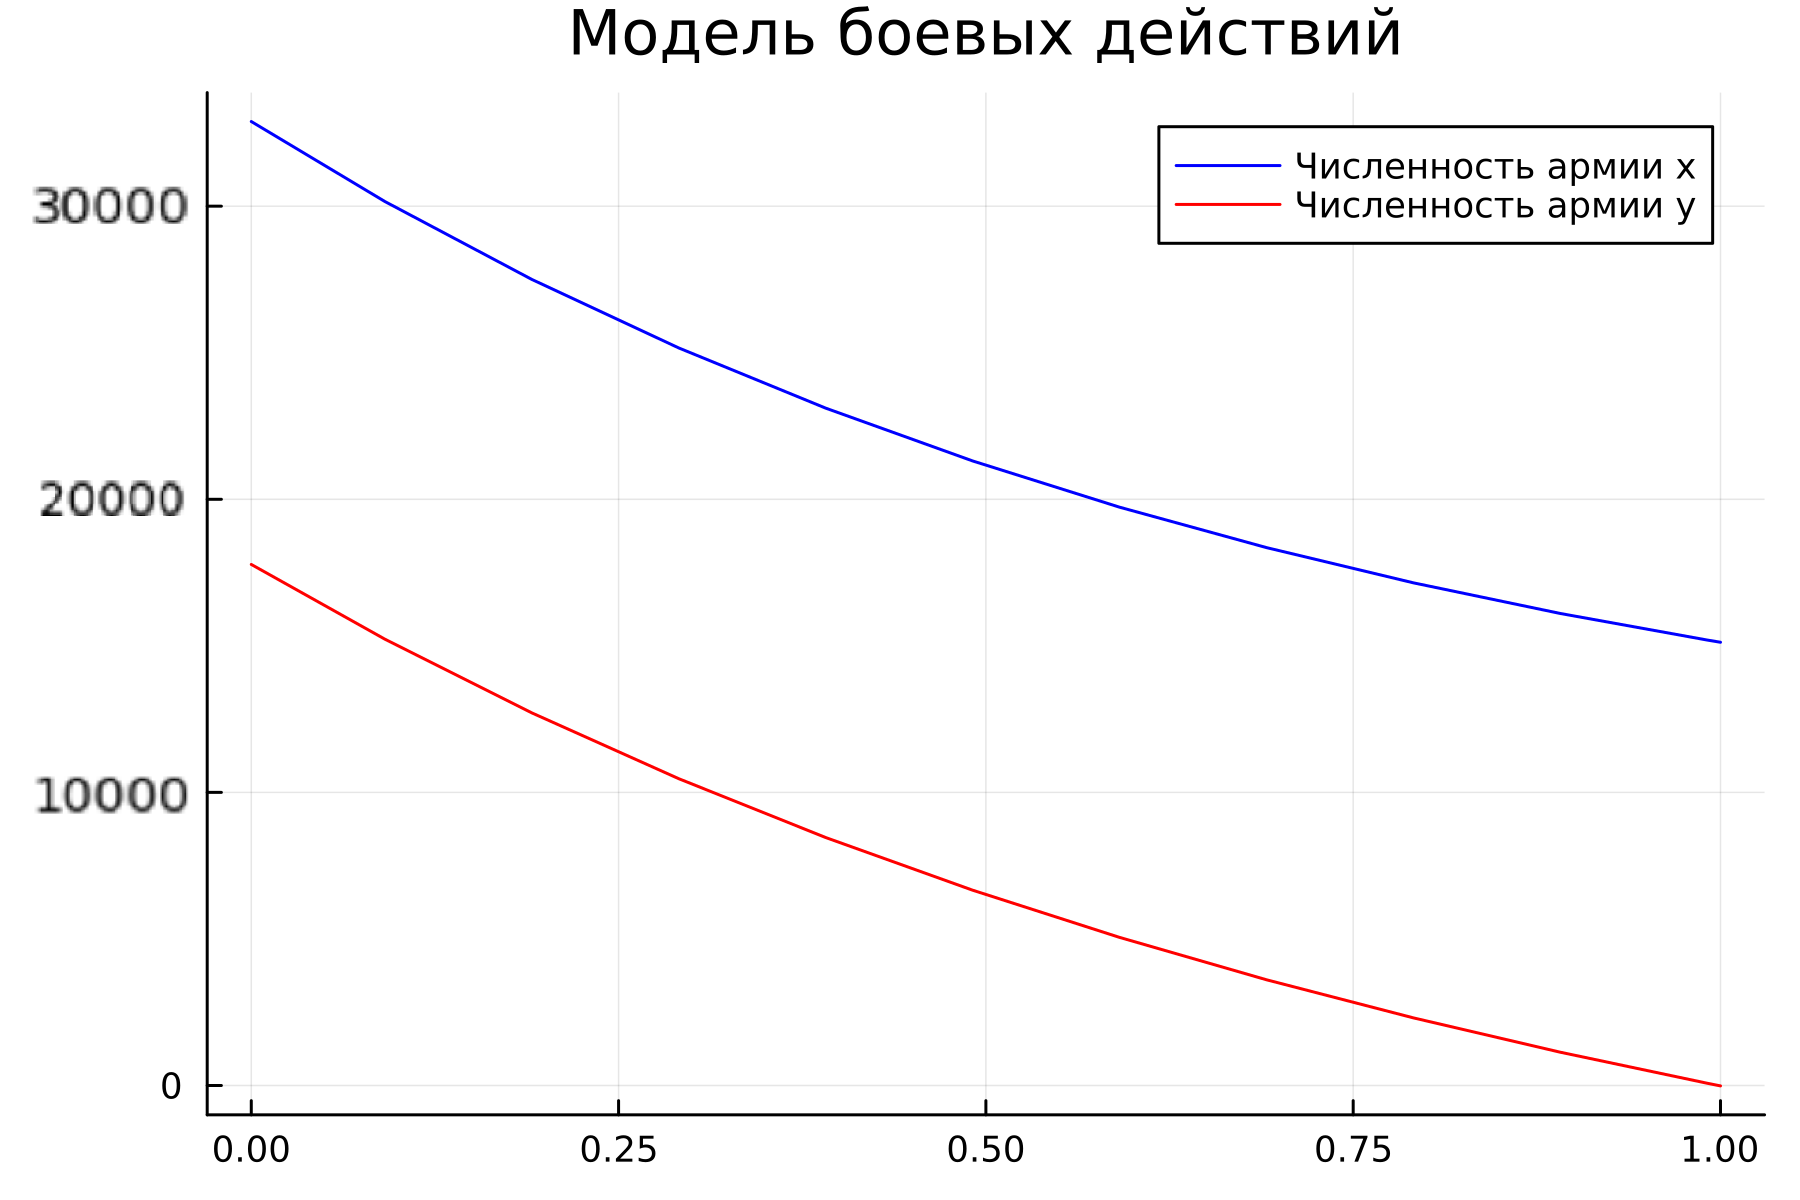 Модель боевых действий
Численность армии x
Численность армии y
30000
20000
10000
0
0.00 0.25 0.50 0.75 1.00